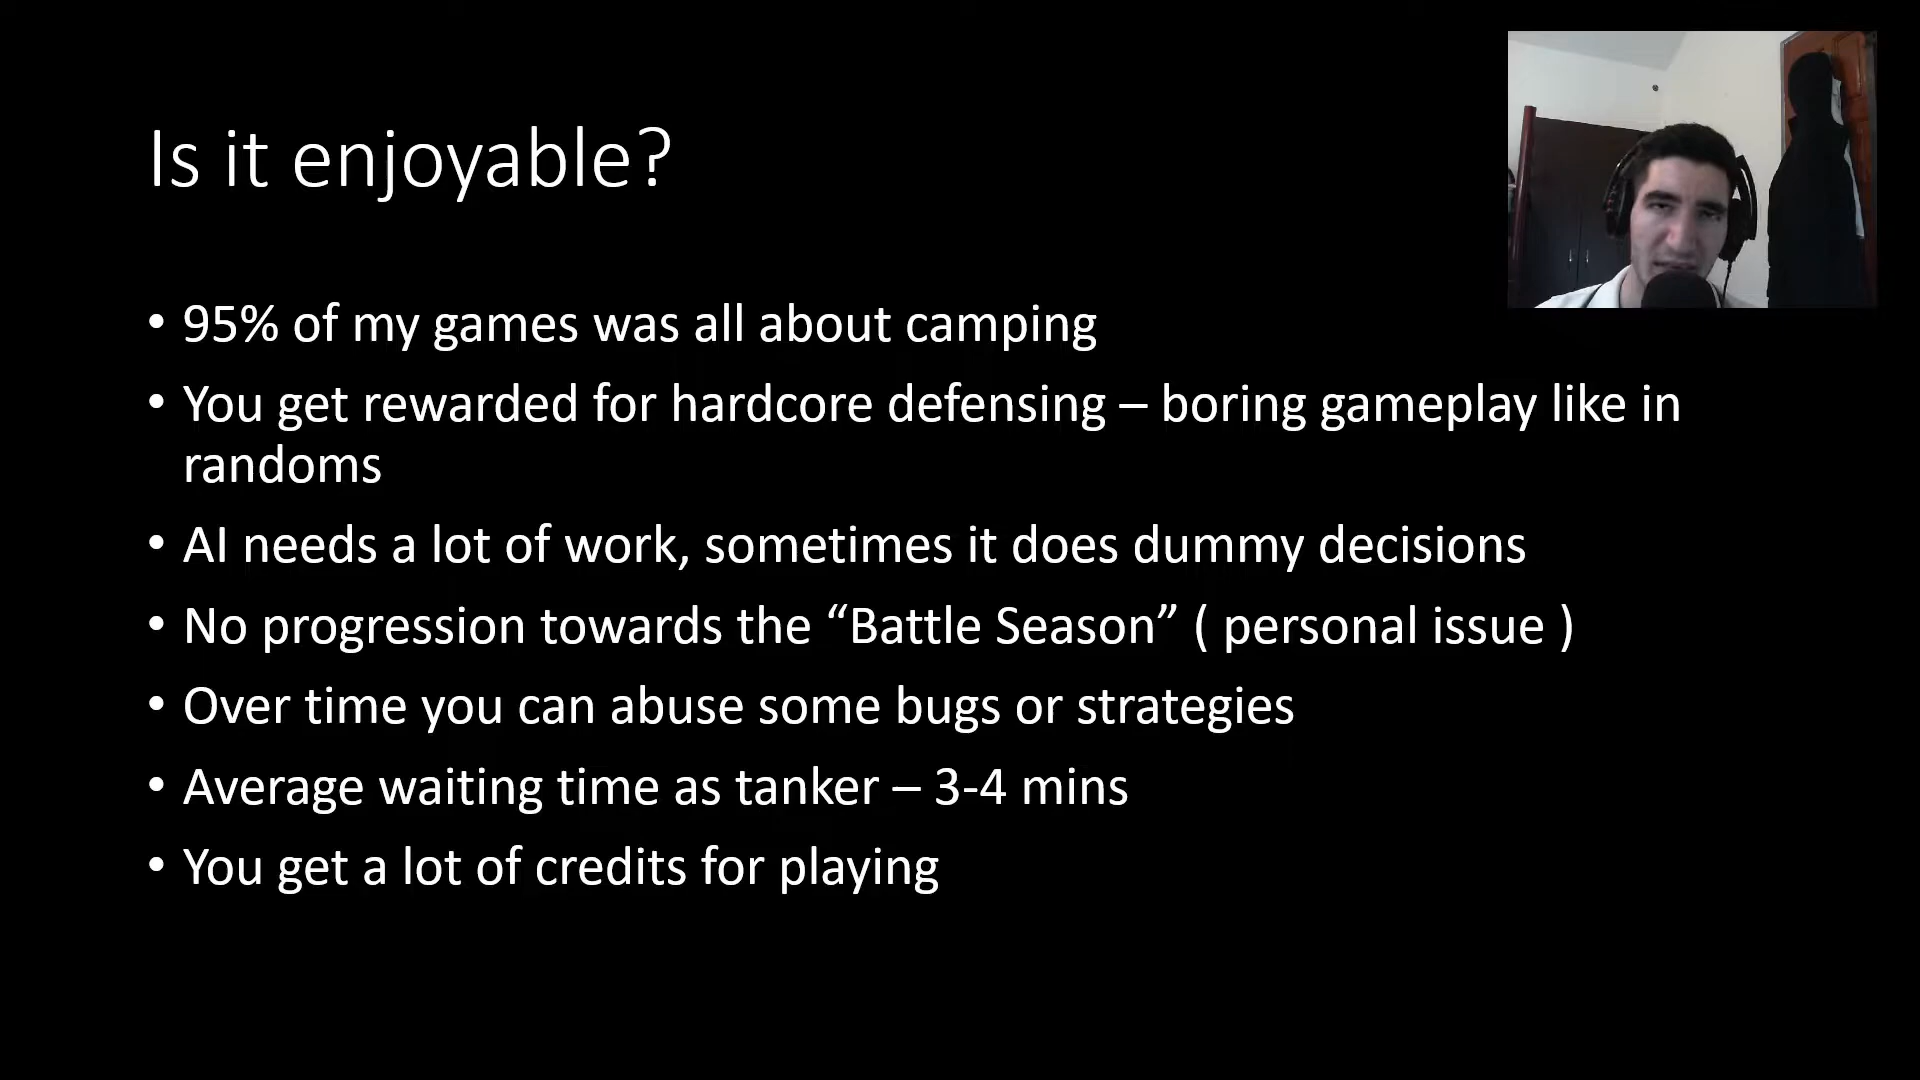 Is it enjoyable?
• 95% of my games was all about camping
• You get rewarded for hardcore defensing – boring gameplay like in
randoms
• AI needs a lot of work, sometimes it does dummy decisions
• No progression towards the “Battle Season” ( personal issue )
• Over time you can abuse some bugs or strategies
• Average waiting time as tanker – 3-4 mins
• You get a lot of credits for playing